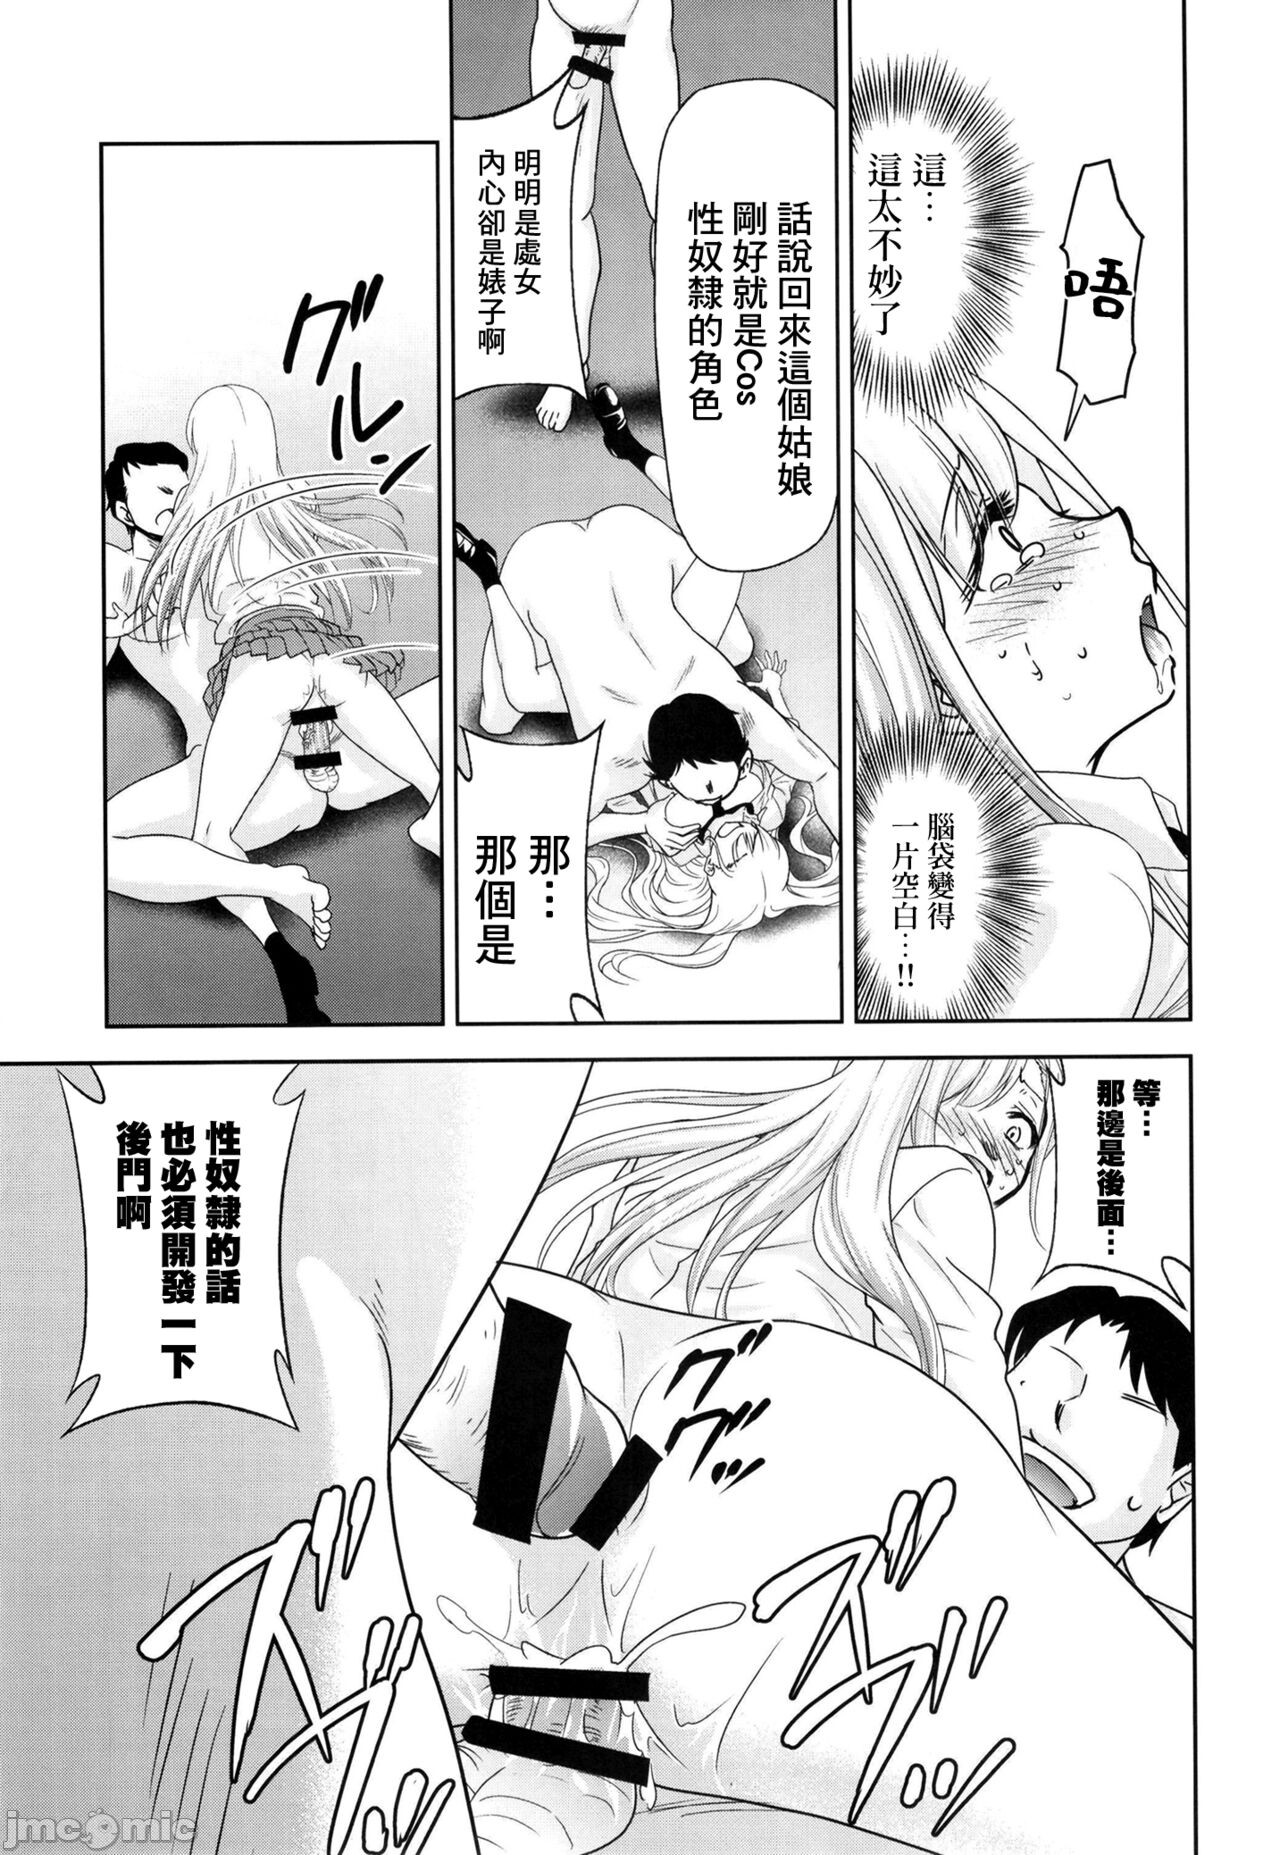 唔
這…
這太不妙了
腦袋變得
一片空白…!!
話說回來這個姑娘
剛好就是Cos
性奴隸的角色
明明是處女
內心卻是婊子啊
那…
那個是
グルン
等…
那邊是後面…
ズブ
ズブ
ズブ
ズブ
性奴隸的話
也必須開發一下
後門啊
jmcomic